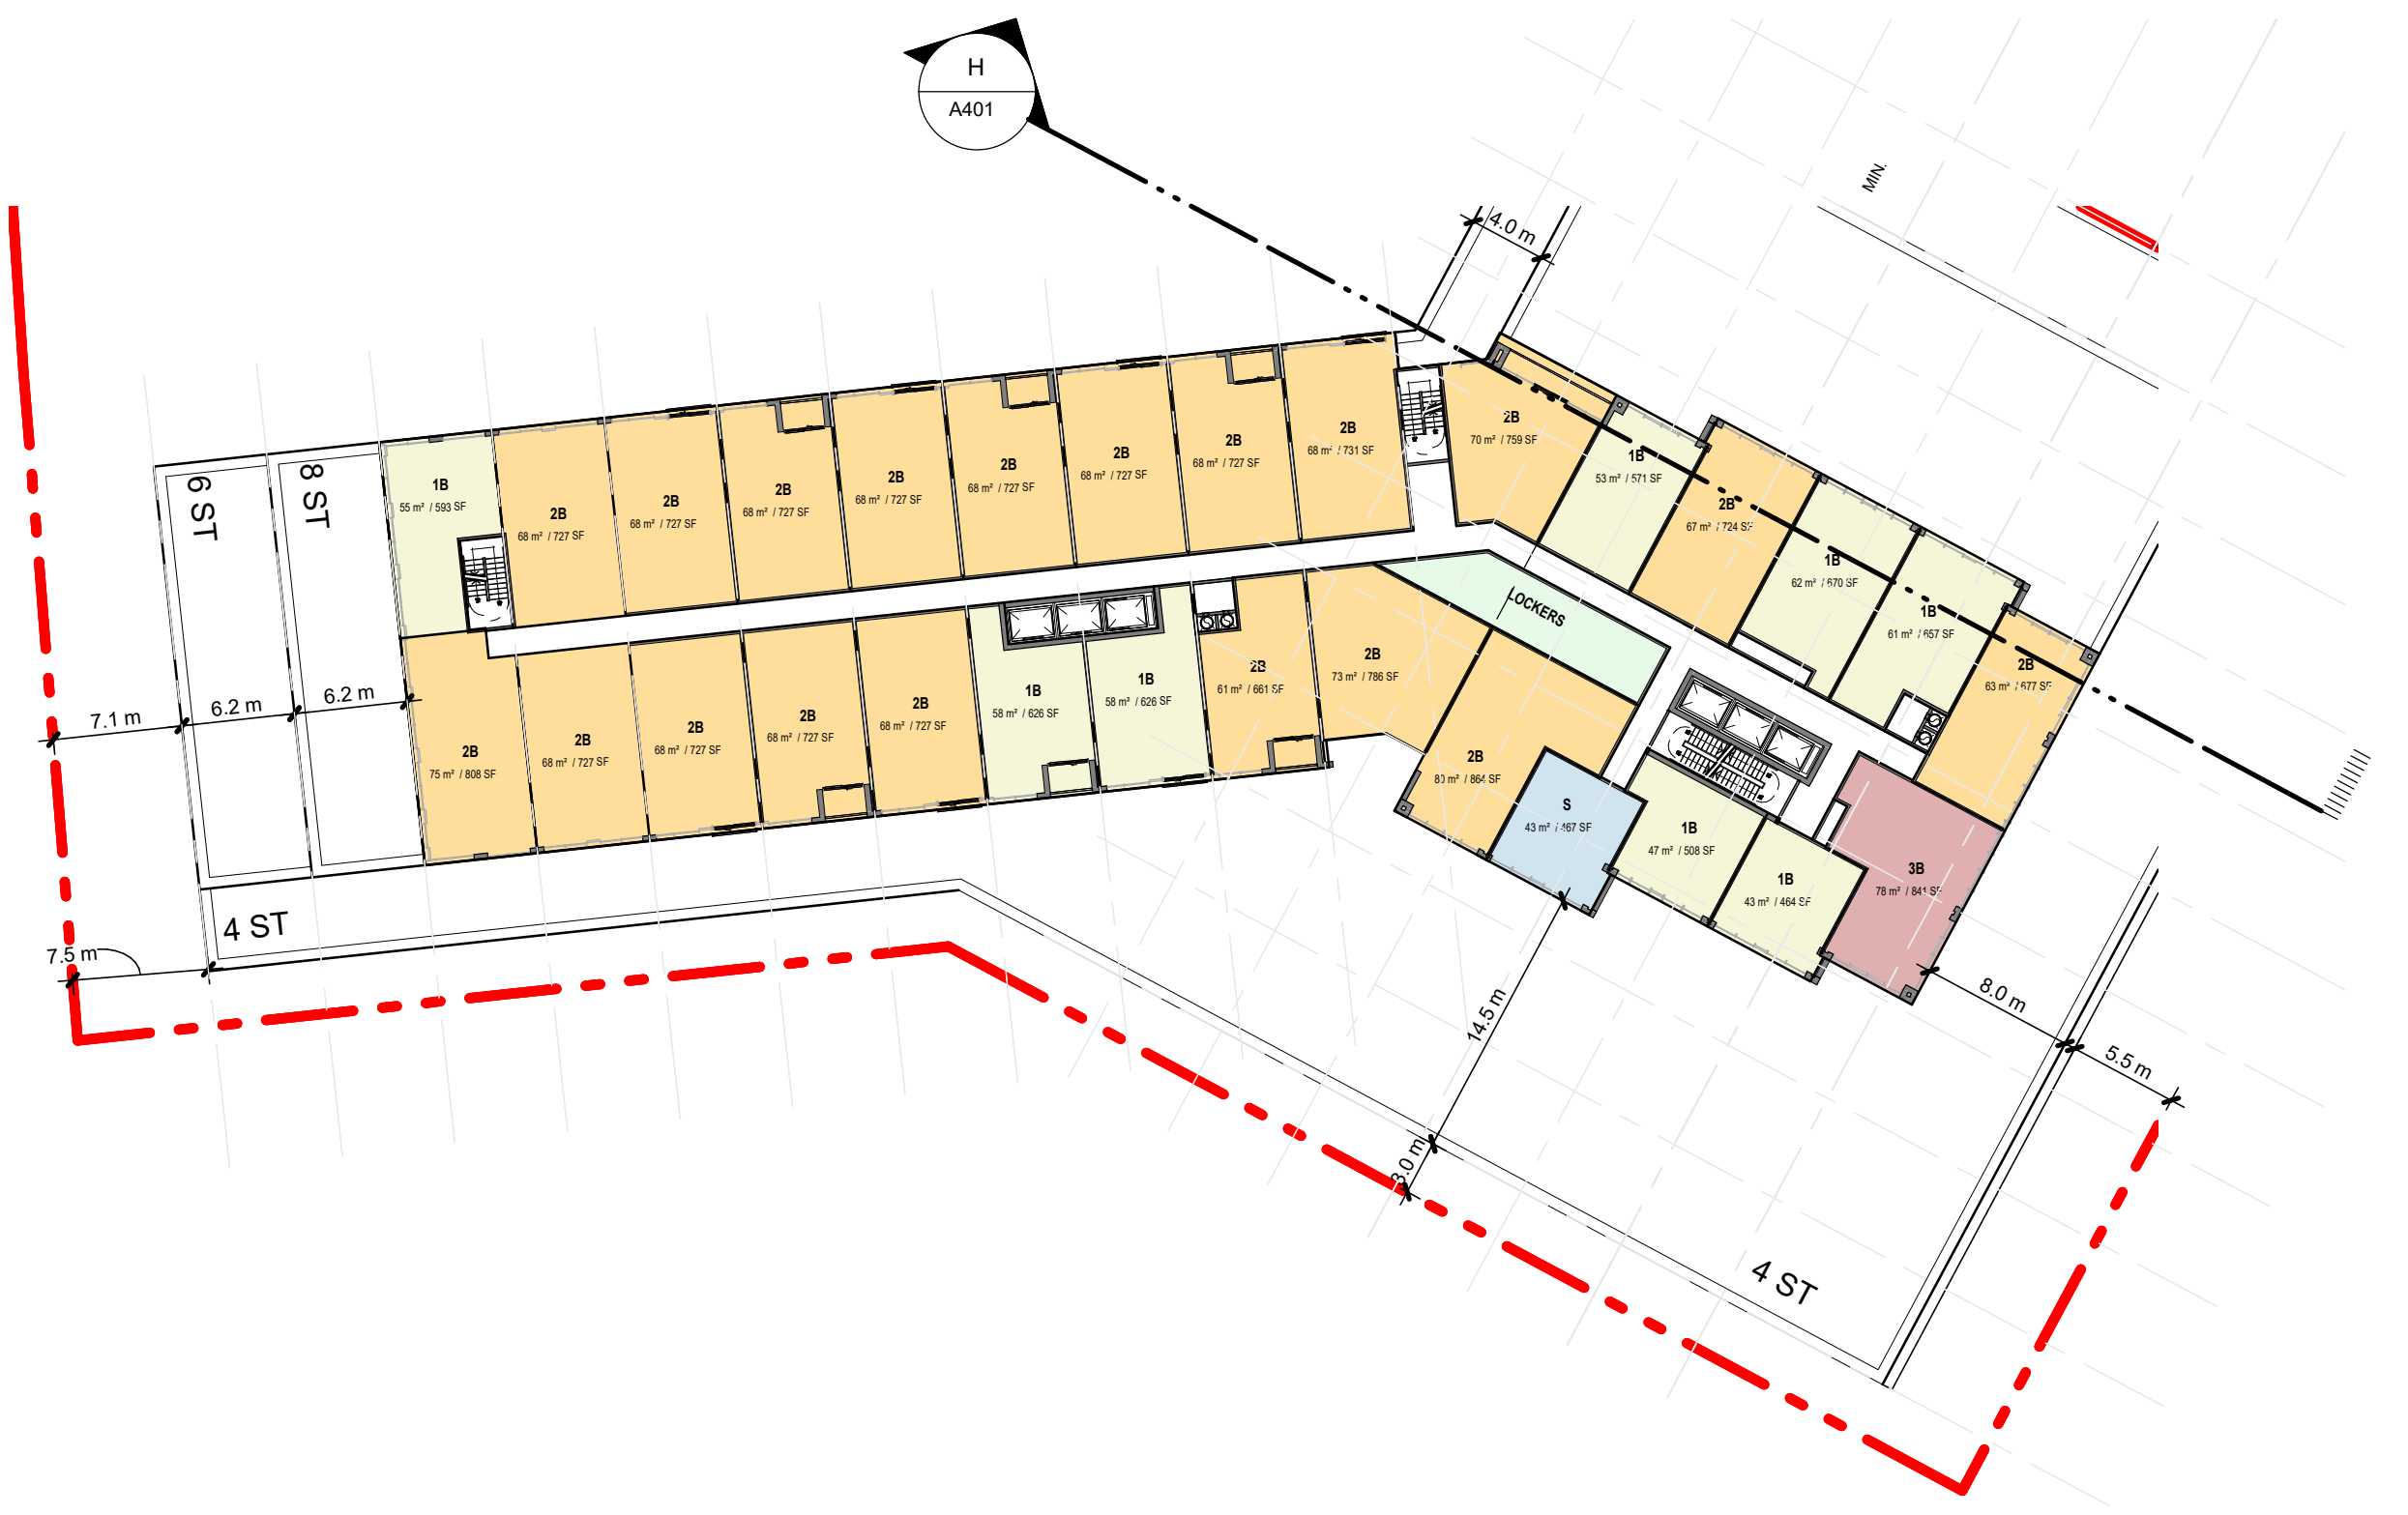 H
A401
MIN.
4.0 m
6 ST
8 ST
1B
55 m² / 593 SF
2B
68 m² / 727 SF
2B
68 m² / 727 SF
2B
68 m² / 727 SF
2B
68 m² / 727 SF
2B
68 m² / 727 SF
2B
68 m² / 727 SF
2B
68 m² / 727 SF
2B
68 m² / 731 SF
2B
70 m² / 759 SF
1B
53 m² / 571 SF
2B
67 m² / 724 SF
1B
62 m² / 670 SF
1B
61 m² / 657 SF
2B
63 m² / 677 SF
LOCKERS
7.1 m
6.2 m
6.2 m
2B
75 m² / 808 SF
2B
68 m² / 727 SF
2B
68 m² / 727 SF
2B
68 m² / 727 SF
2B
68 m² / 727 SF
1B
58 m² / 626 SF
1B
58 m² / 626 SF
2B
61 m² / 661 SF
2B
73 m² / 786 SF
2B
80 m² / 864 SF
S
43 m² / 467 SF
1B
47 m² / 508 SF
1B
43 m² / 464 SF
3B
78 m² / 841 SF
4 ST
7.5 m
14.5 m
8.0 m
5.5 m
3.0 m
4 ST